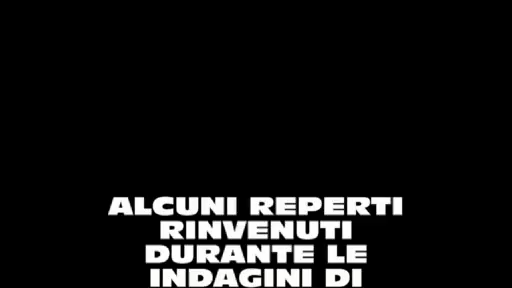 ALCUNI REPERTI
RINVENUTI
DURANTE LE
INDAGINI DI